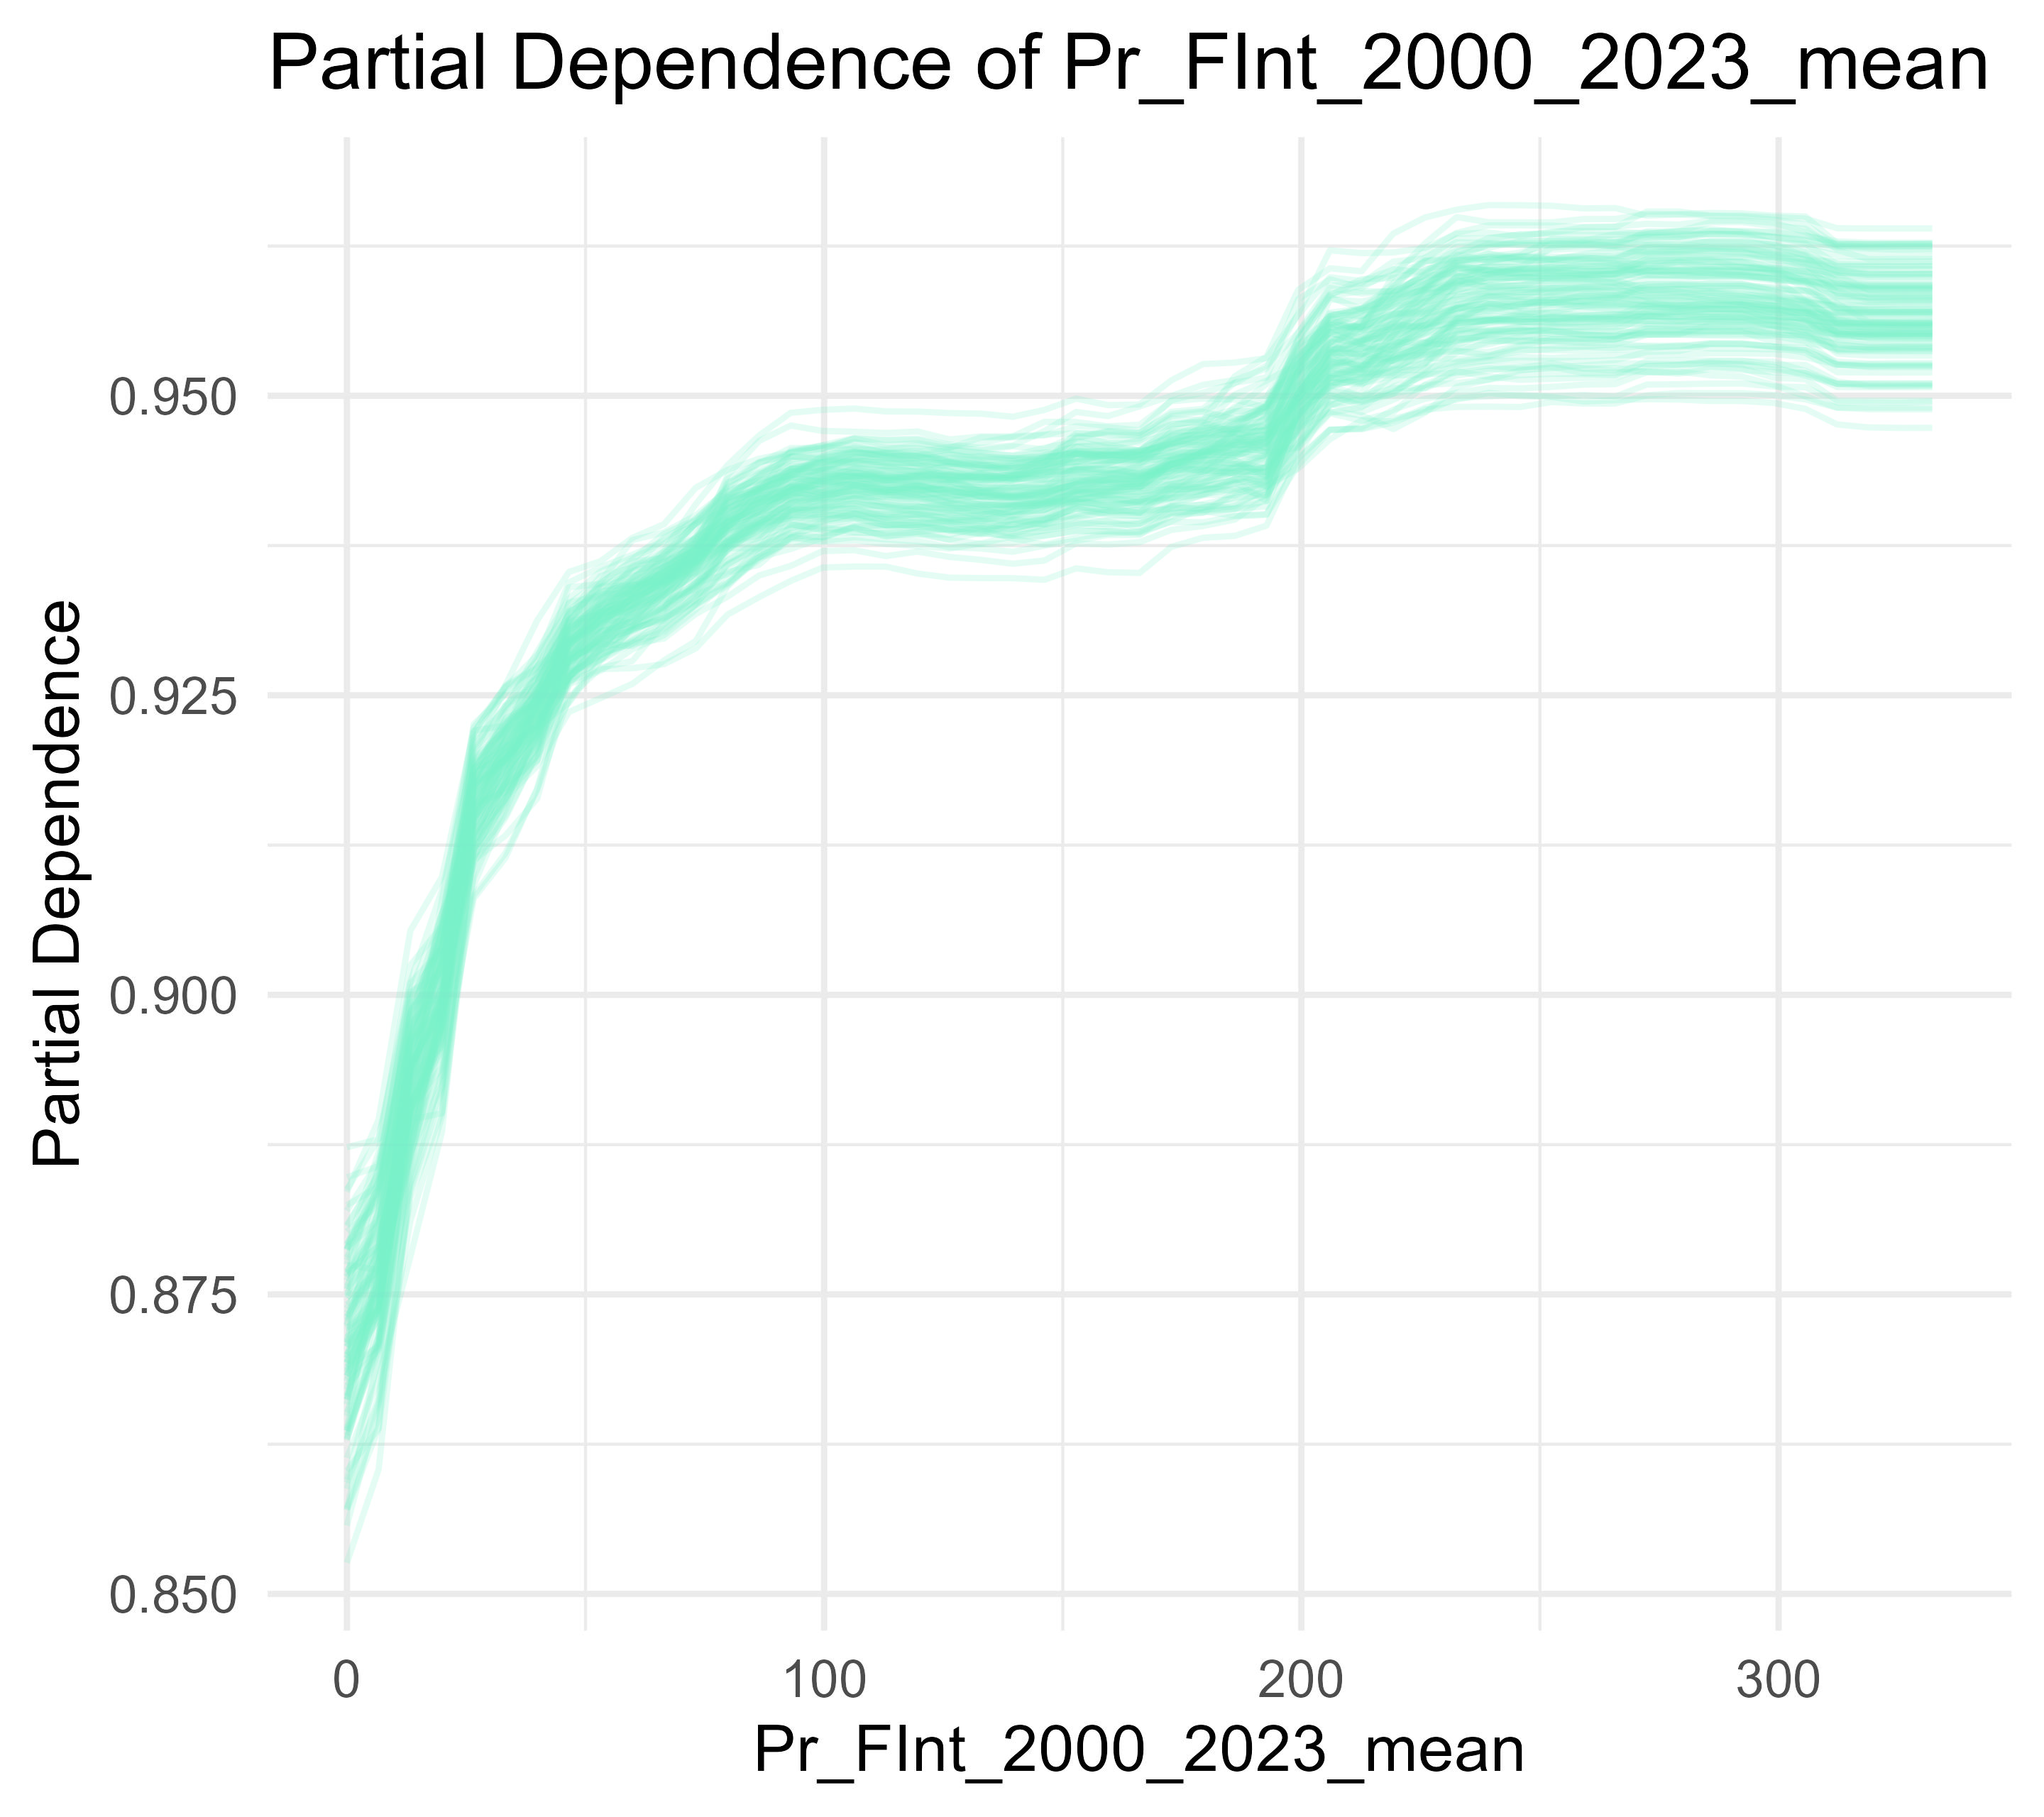 Partial Dependence of Pr_FInt_2000_2023_mean
Partial Dependence
0.950
0.925
0.900
0.875
0.850
0 100 200 300
Pr_FInt_2000_2023_mean